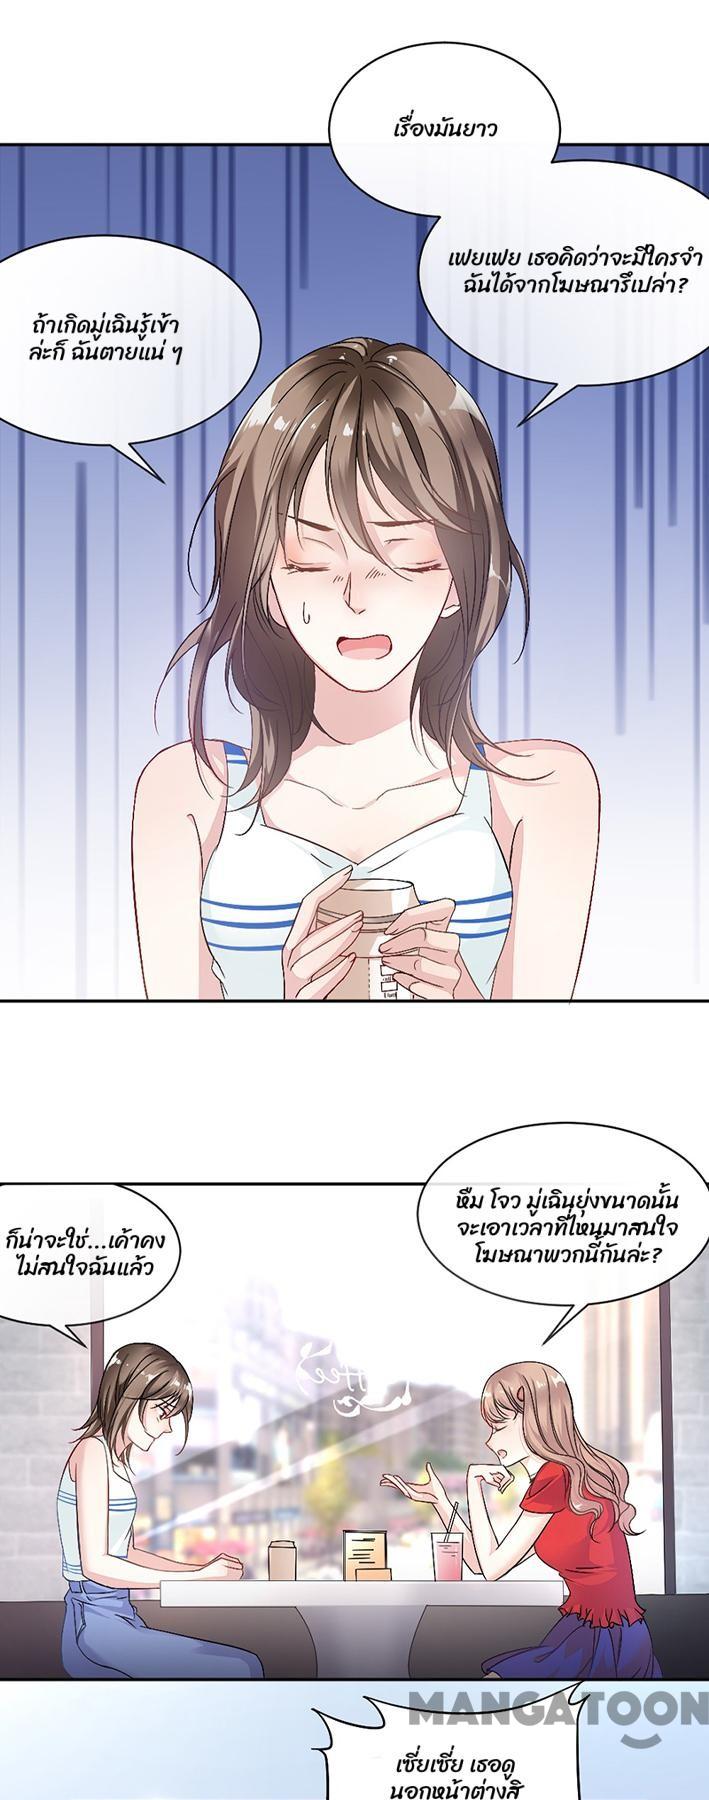 เรื่องมันยาว
เฟยเฟย เธอคิดว่าจะมีใครจำ
ฉันได้จากโฆษณารึเปล่า?
ถ้าเกิดมู่เฉินรู้เข้า
ล่ะก็ ฉันตายแน่ ๆ
หืม โจว มู่เฉินยุ่งขนาดนั้น
จะเอาเวลาที่ไหนมาสนใจ
โฆษณาพวกนี้กันล่ะ?
ก็น่าจะใช่...เค้าคง
ไม่สนใจฉันแล้ว
MANGATOON
เซี่ยเซี่ย เธอดู
นอกหน้าต่างสิ